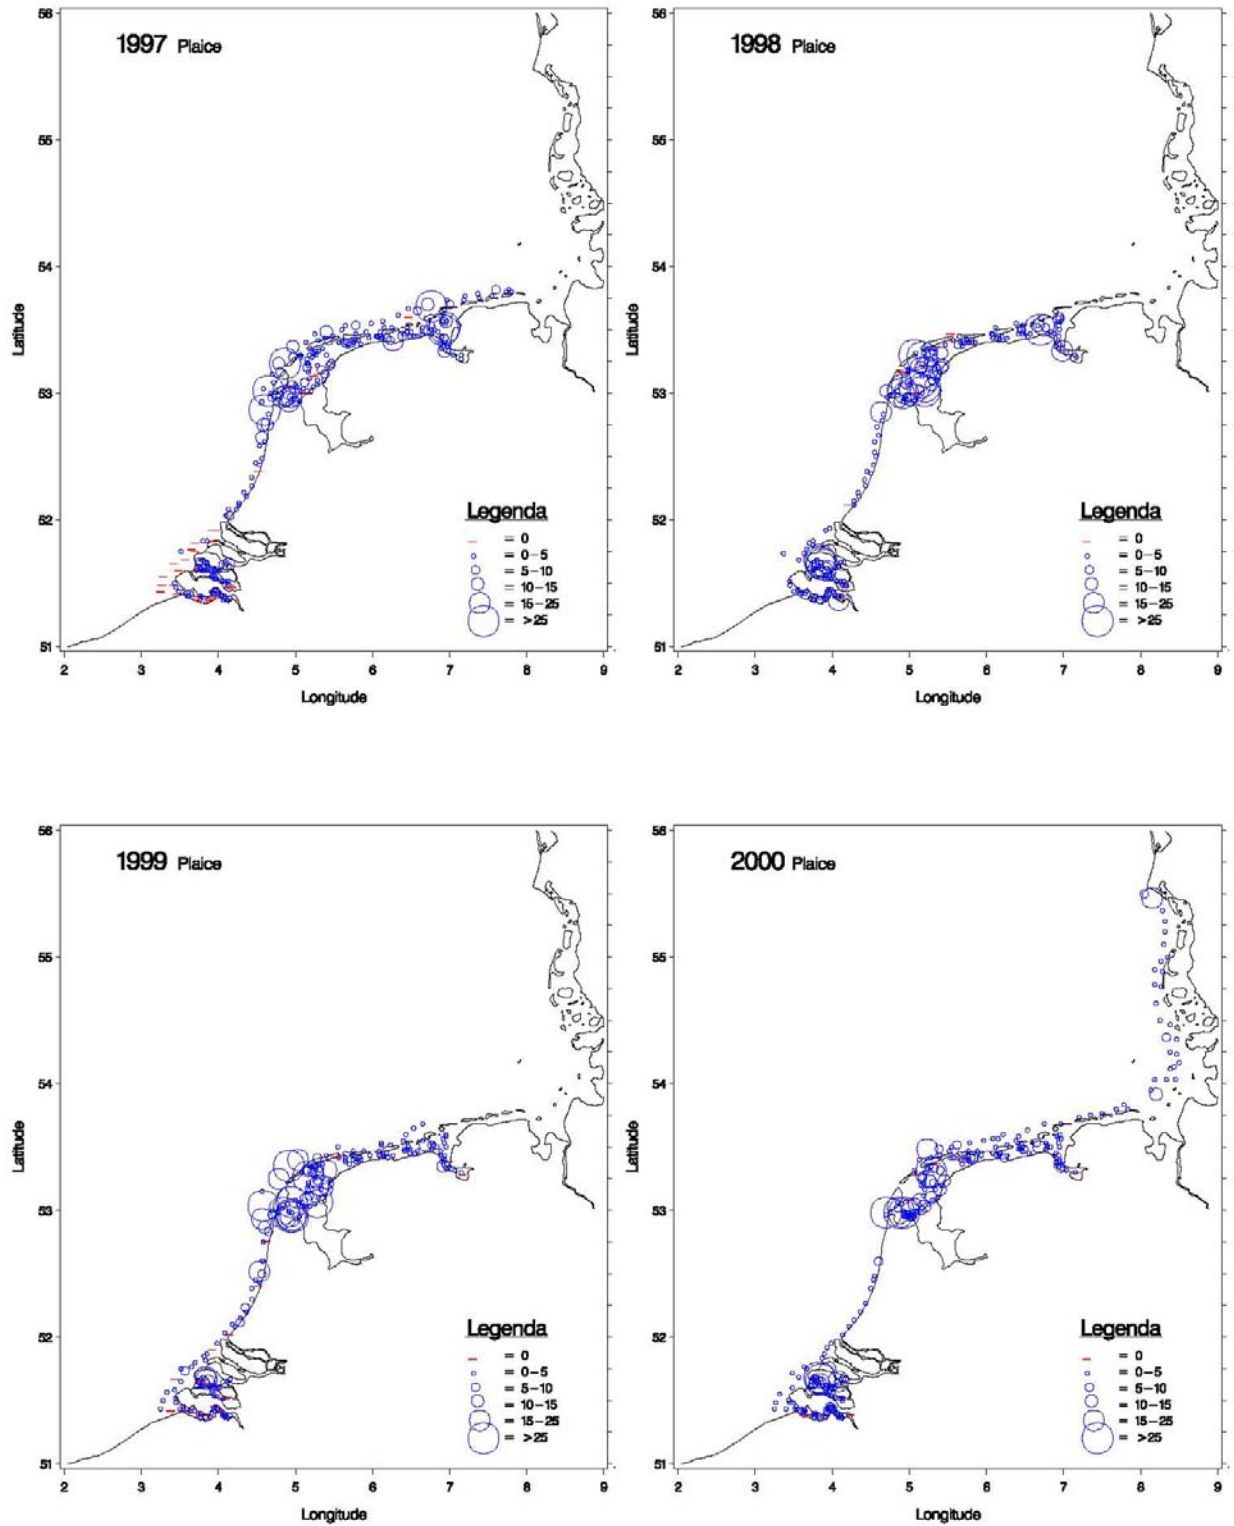 1997 Plaice
56
55
54
53
52
51
Latitude
2 3 4 5 6 7 8 9
Longitude
Legenda
= 0
= 0-5
= 5-10
= 10-15
= 15-25
= >25
1998 Plaice
56
55
54
53
52
51
Latitude
2 3 4 5 6 7 8 9
Longitude
Legenda
= 0
= 0-5
= 5-10
= 10-15
= 15-25
= >25
1999 Plaice
56
55
54
53
52
51
Latitude
2 3 4 5 6 7 8 9
Longitude
Legenda
= 0
= 0-5
= 5-10
= 10-15
= 15-25
= >25
2000 Plaice
56
55
54
53
52
51
Latitude
2 3 4 5 6 7 8 9
Longitude
Legenda
= 0
= 0-5
= 5-10
= 10-15
= 15-25
= >25